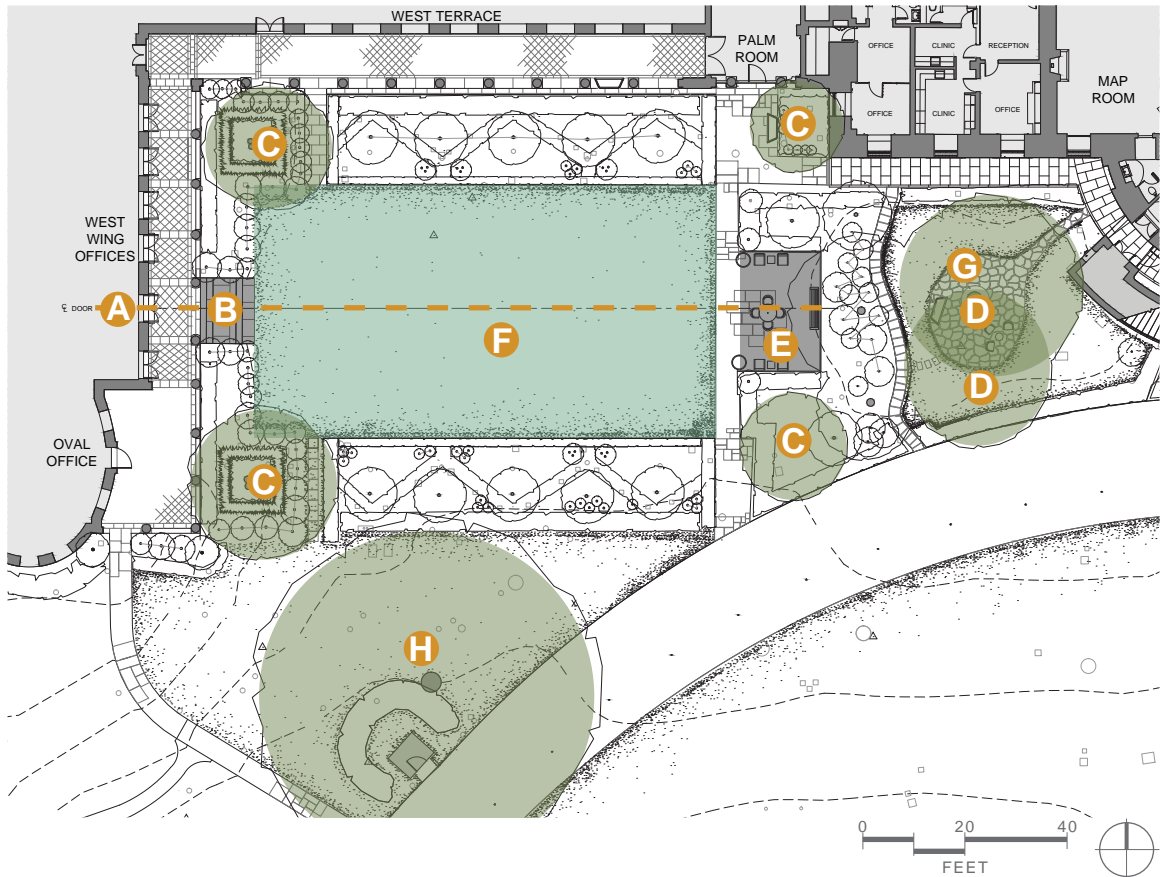 WEST TERRACE
PALM
ROOM
OFFICE
CLINIC
RECEPTION
MAP
ROOM
OFFICE
CLINIC
OFFICE
C
C
WEST
WING
OFFICES
G
℄ DOOR
A
B
D
F
E
D
OVAL
OFFICE
C
C
H
0
20
40
FEET